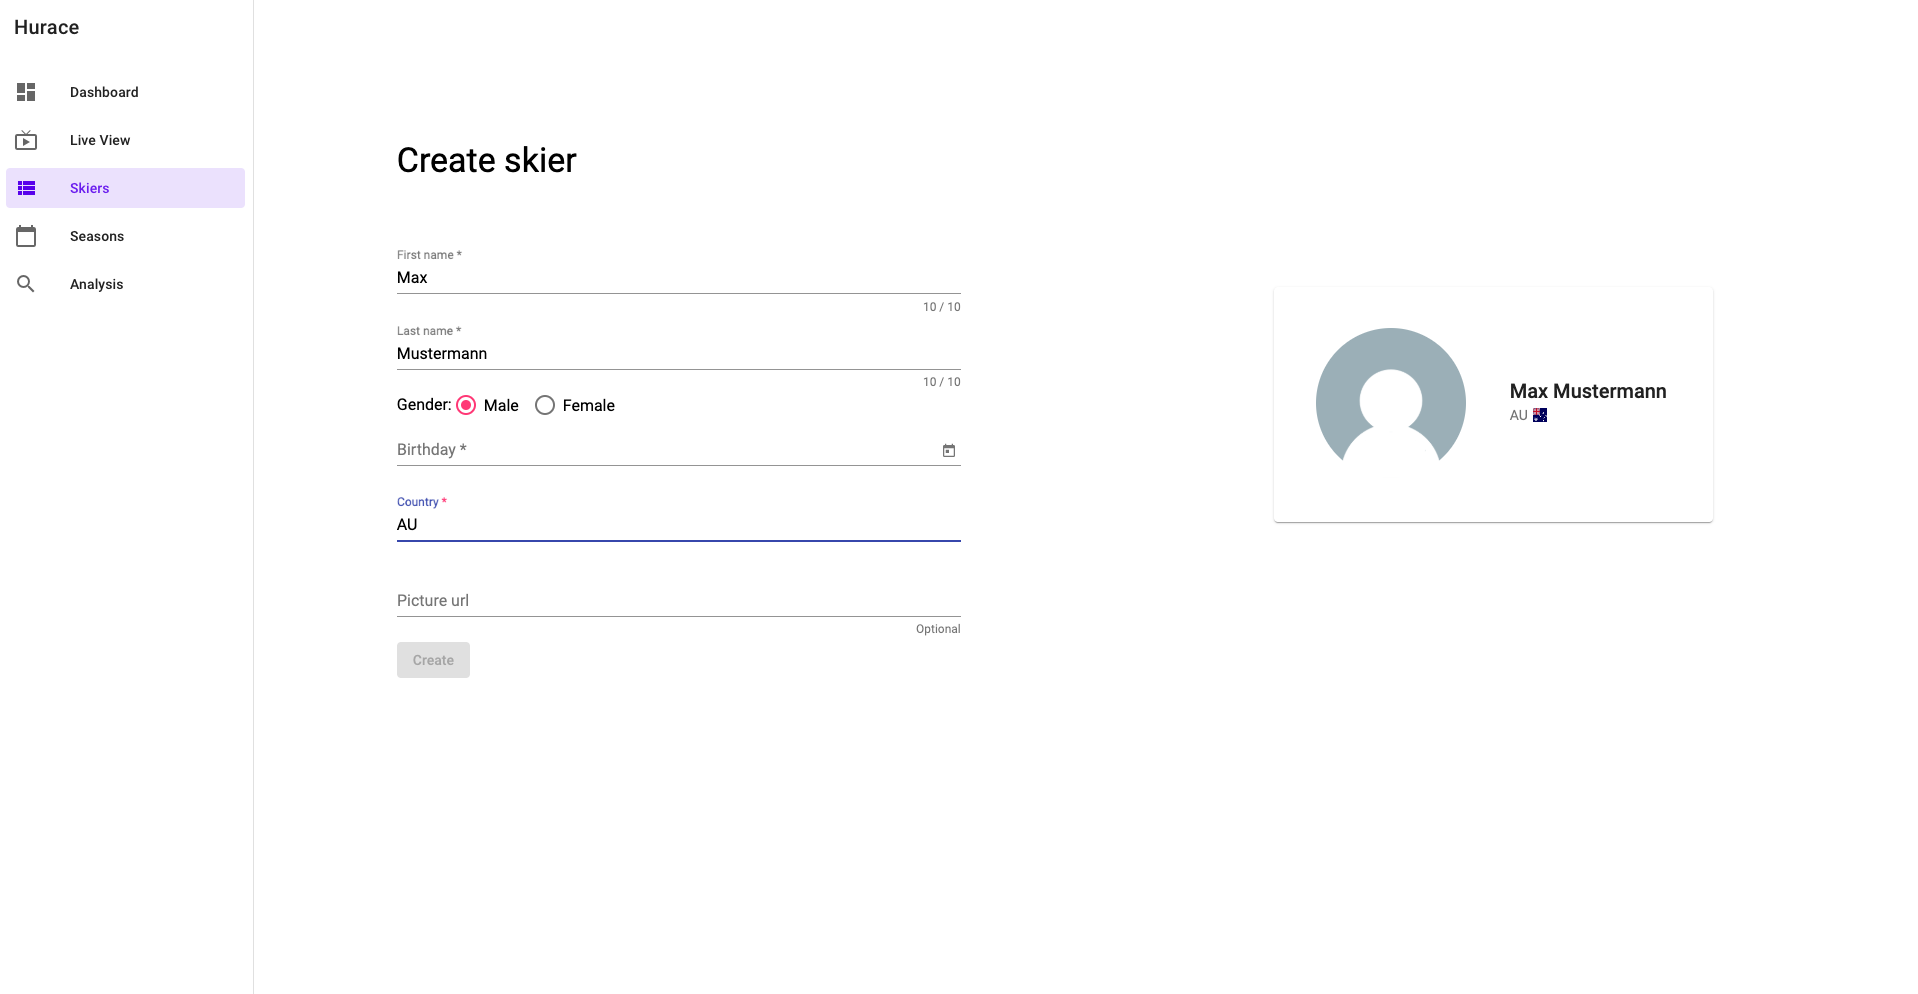 Hurace
Dashboard
Live View
Skiers
Seasons
Analysis
Create skier
First name *
Max
10 / 10
Last name *
Mustermann
10 / 10
Gender: Male Female
Birthday *
Country *
AU
Picture url
Optional
Create
Max Mustermann
AU